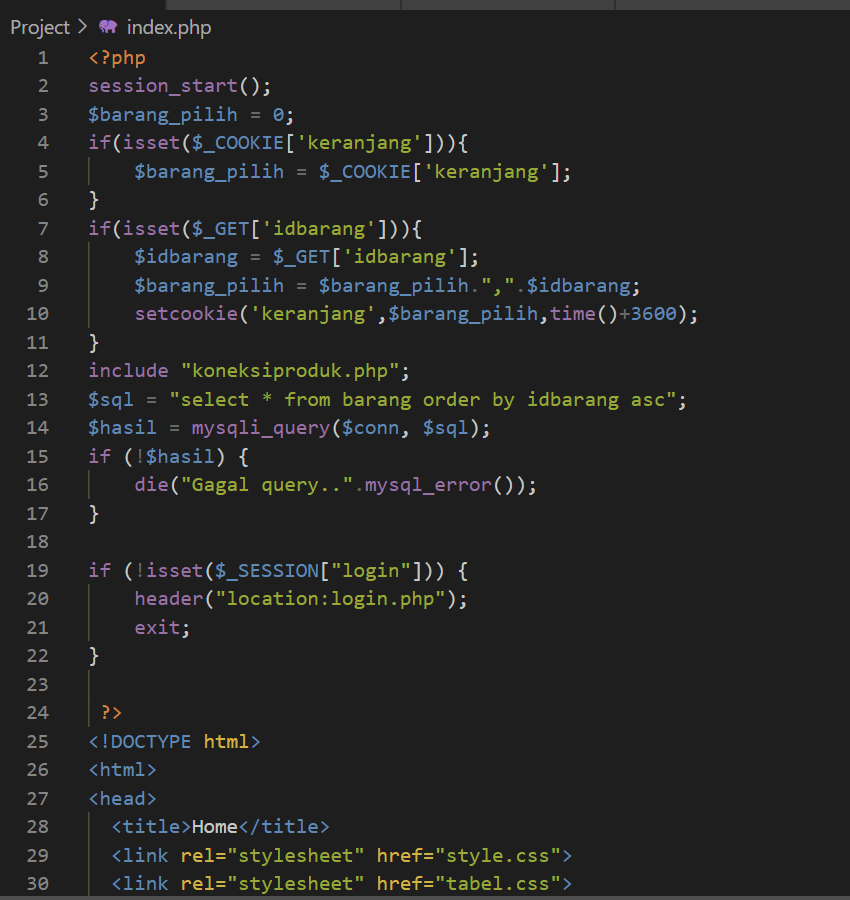 Project > index.php
1 <?php
2 session_start();
3 $barang_pilih = 0;
4 if(isset($_COOKIE['keranjang'])){
5 $barang_pilih = $_COOKIE['keranjang'];
6 }
7 if(isset($_GET['idbarang'])){
8 $idbarang = $_GET['idbarang'];
9 $barang_pilih = $barang_pilih.",".$idbarang;
10 setcookie('keranjang',$barang_pilih,time()+3600);
11 }
12 include "koneksiproduk.php";
13 $sql = "select * from barang order by idbarang asc";
14 $hasil = mysqli_query($conn, $sql);
15 if (!$hasil) {
16 die("Gagal query..".mysql_error());
17 }
18
19 if (!isset($_SESSION["login"])) {
20 header("location:login.php");
21 exit;
22 }
23
24 ?>
25 <!DOCTYPE html>
26 <html>
27 <head>
28 <title>Home</title>
29 <link rel="stylesheet" href="style.css">
30 <link rel="stylesheet" href="tabel.css">